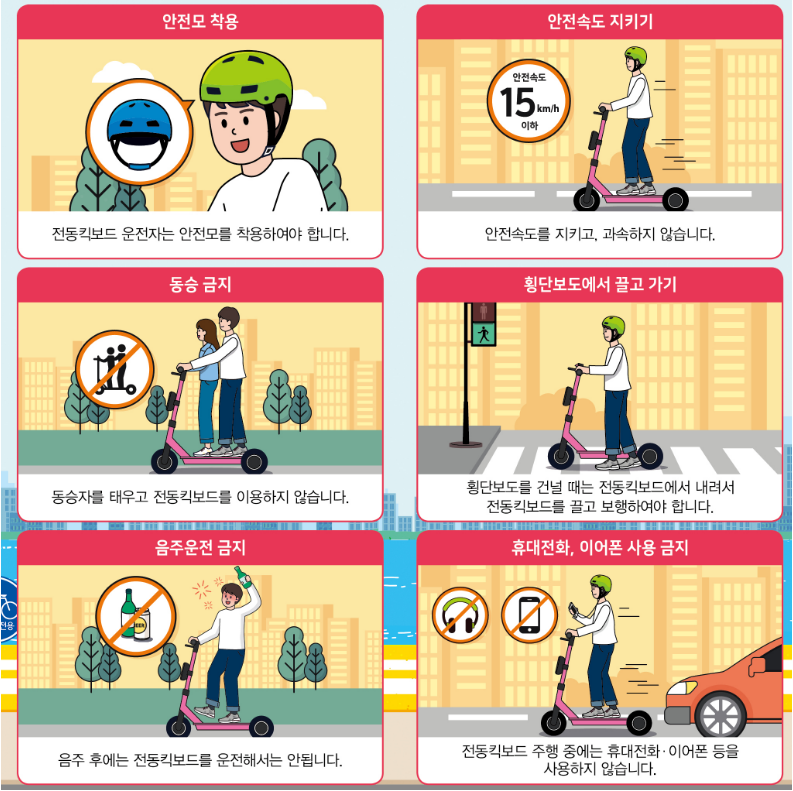 안전모 착용
전동킥보드 운전자는 안전모를 착용하여야 합니다.
안전속도 지키기
안전속도
15km/h
이하
안전속도를 지키고, 과속하지 않습니다.
동승 금지
동승자를 태우고 전동킥보드를 이용하지 않습니다.
횡단보도에서 끌고 가기
횡단보도를 건널 때는 전동킥보드에서 내려서
전동킥보드를 끌고 보행하여야 합니다.
음주운전 금지
BEER
음주 후에는 전동킥보드를 운전해서는 안됩니다.
휴대전화, 이어폰 사용 금지
전동킥보드 주행 중에는 휴대전화·이어폰 등을
사용하지 않습니다.
전용